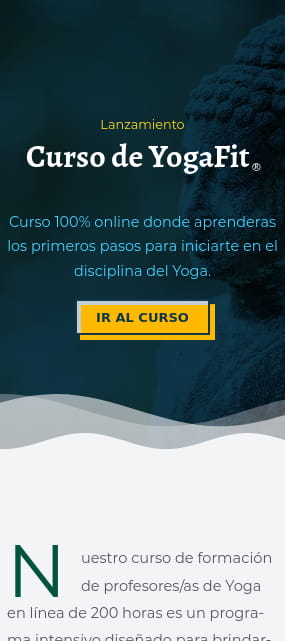 Lanzamiento
Curso de YogaFit®
Curso 100% online donde aprenderas
los primeros pasos para iniciarte en el
disciplina del Yoga.
IR AL CURSO
Nuestro curso de formación
de profesores/as de Yoga
en línea de 200 horas es un progra-
ma intensivo diseñado para brindar-